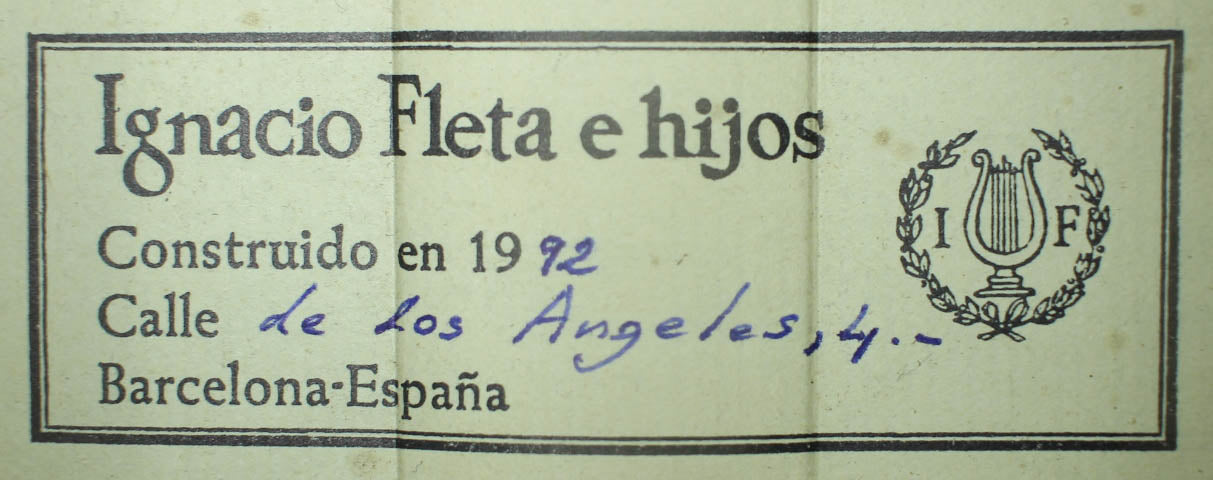 Ignacio Fleta e hijos
Construido en 1992
Calle de Los Angeles, 4.-
Barcelona-España
I F